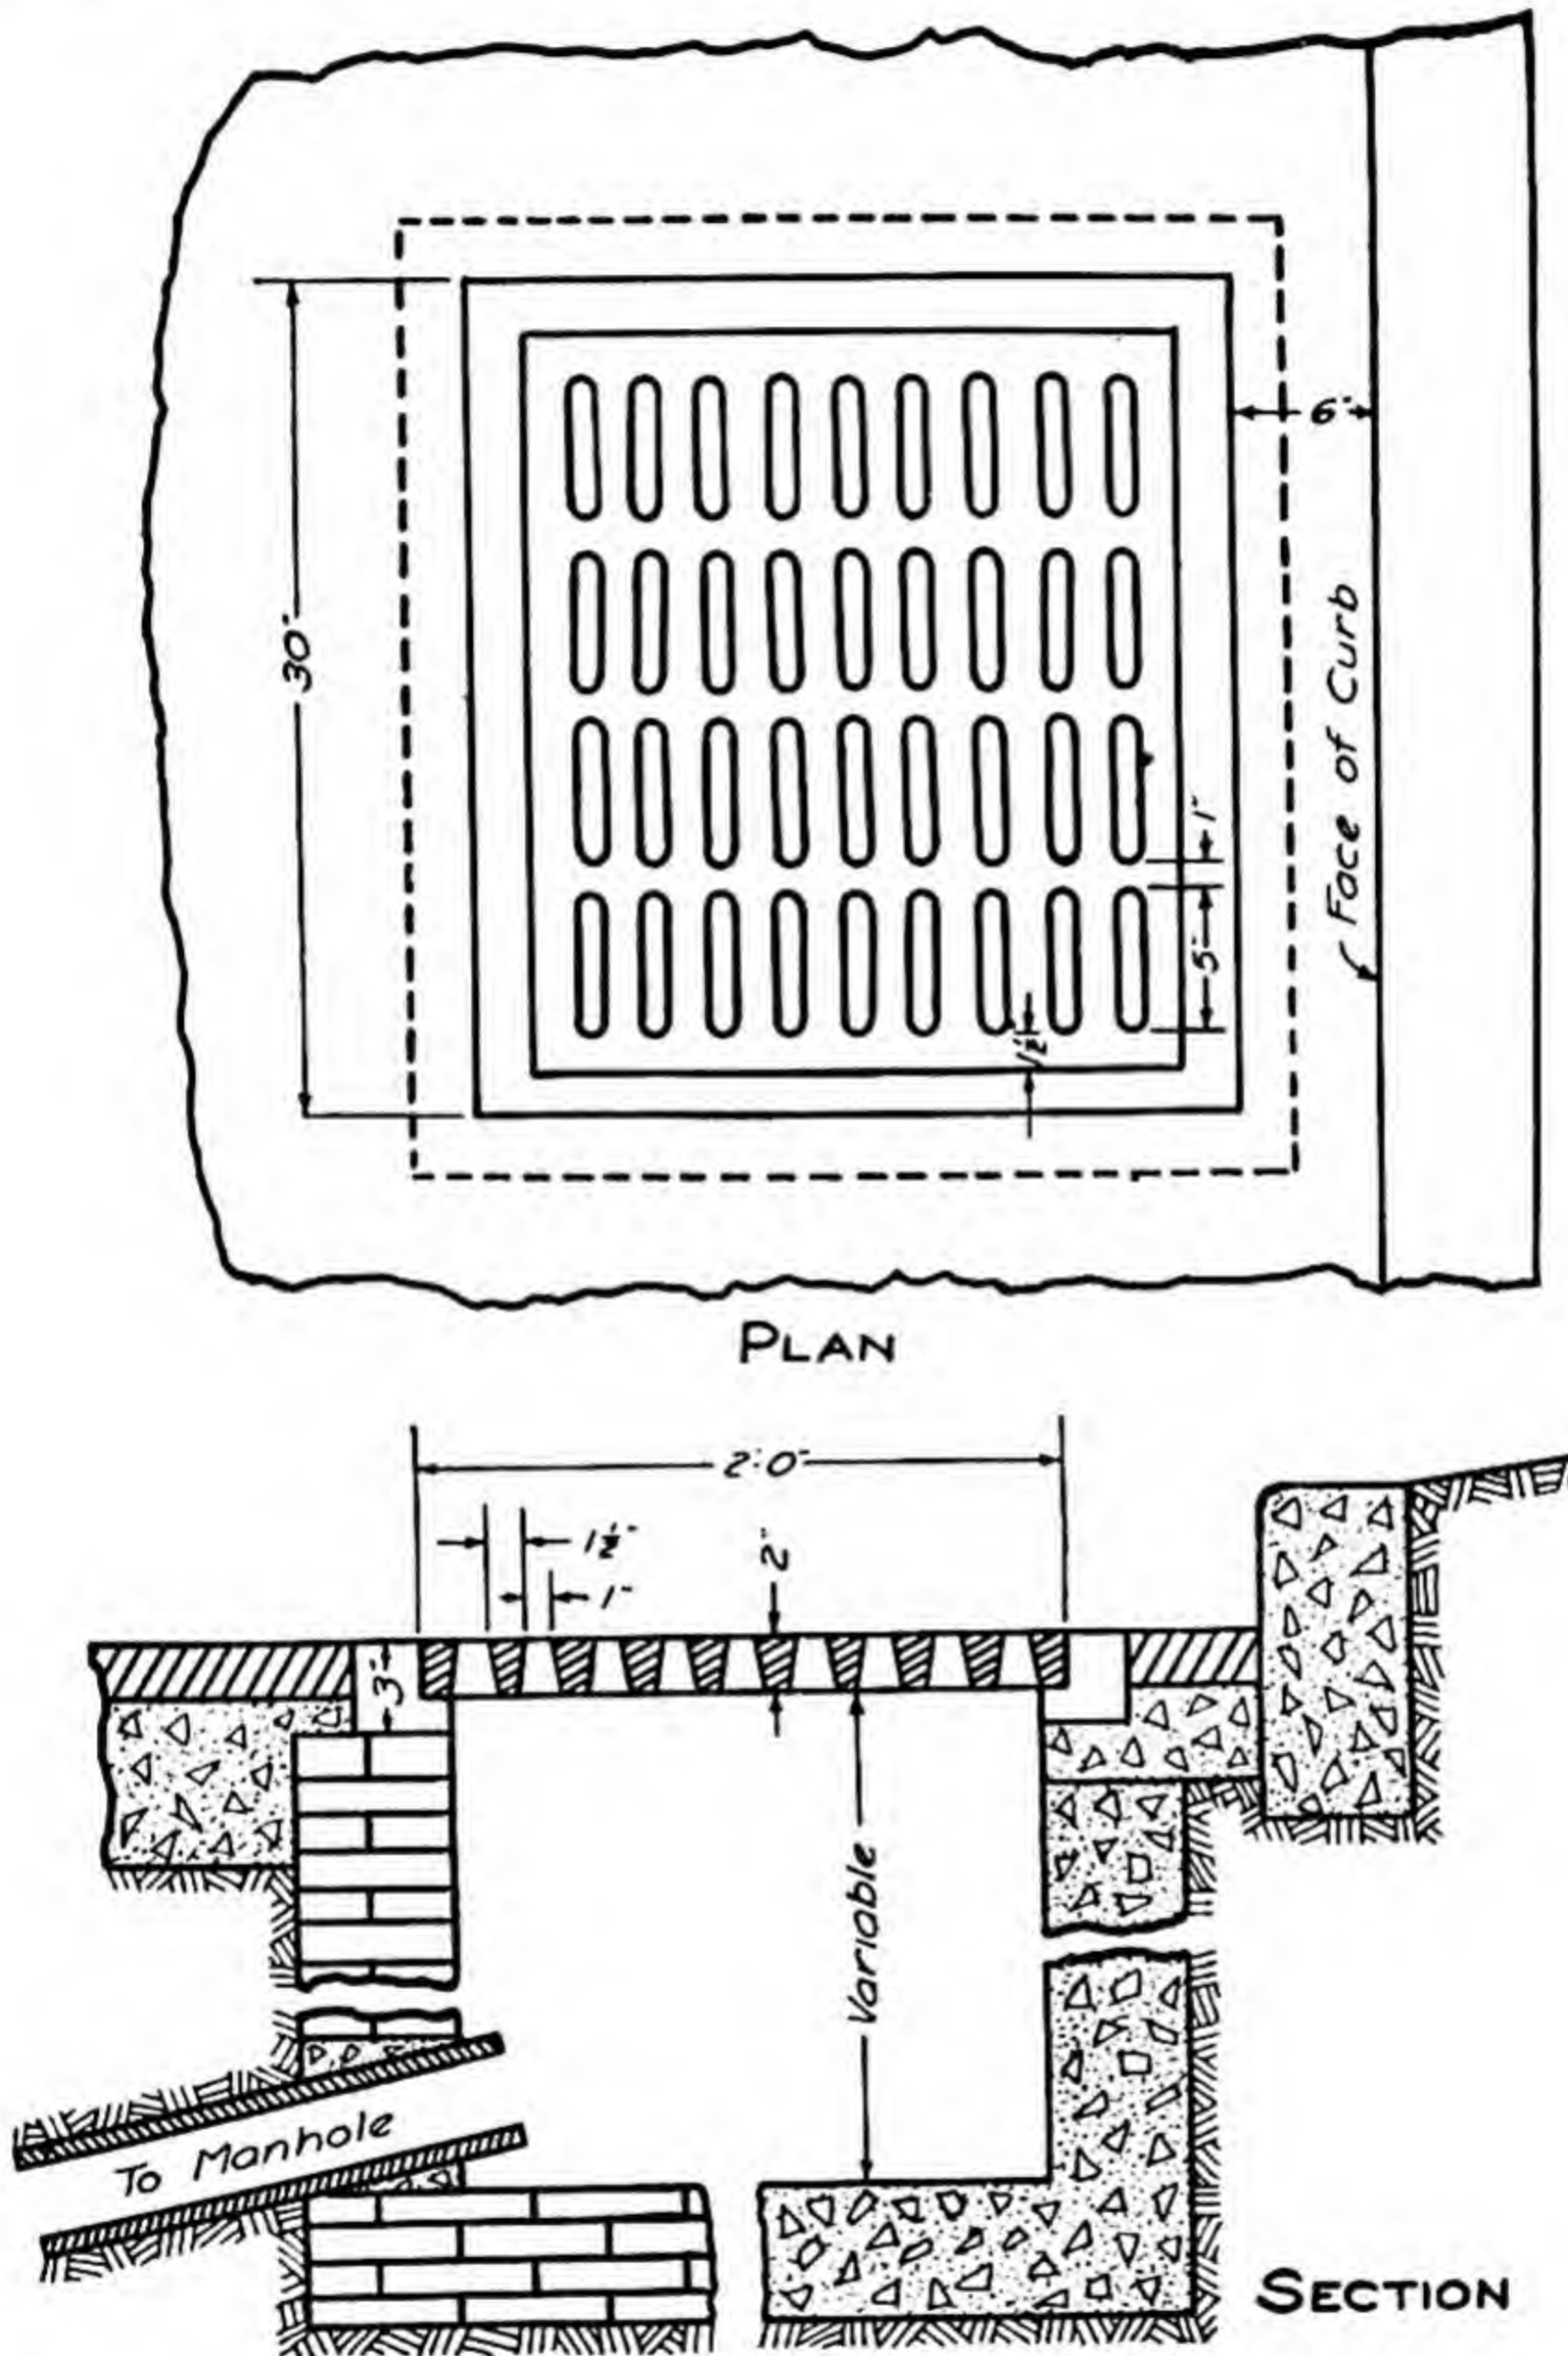 30"
6"
Face of Curb
1"
5"
1½"
PLAN
2'-0"
1½"
2"
1"
3"
Variable
To Manhole
SECTION